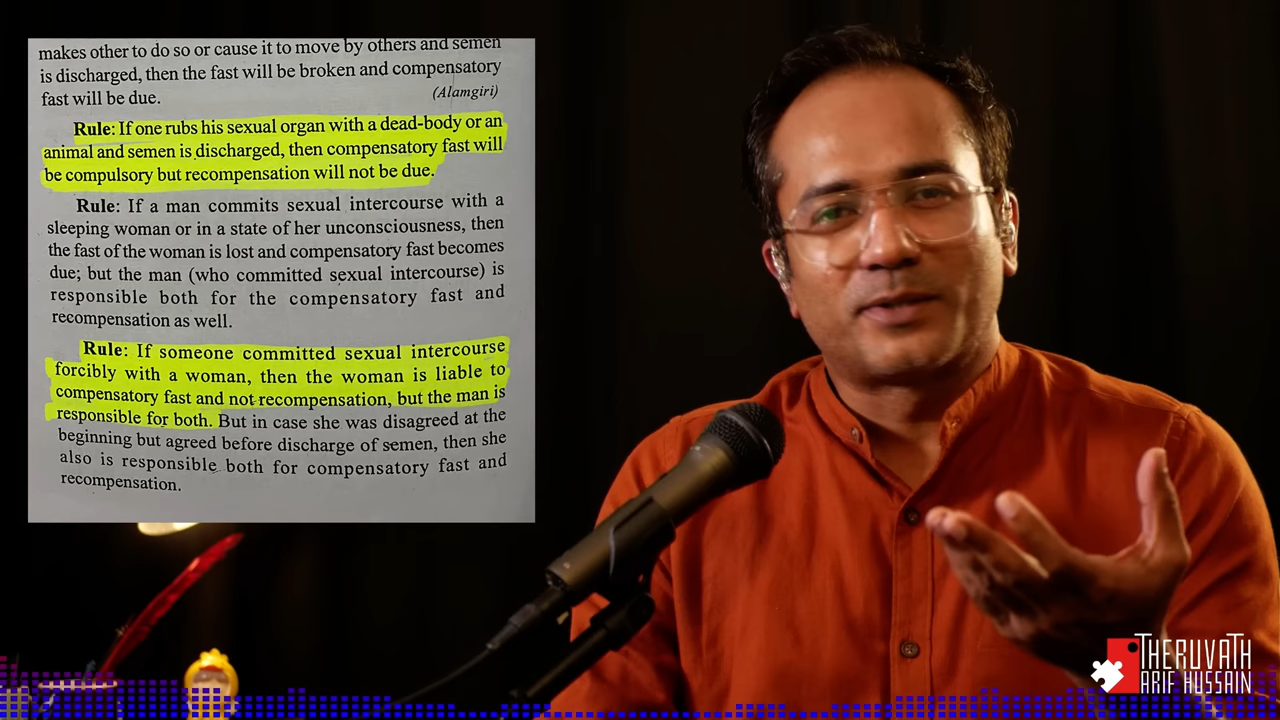 makes other to do so or cause it to move by others and semen
is discharged, then the fast will be broken and compensatory
fast will be due. (Alamgiri)
Rule: If one rubs his sexual organ with a dead-body or an
animal and semen is discharged, then compensatory fast will
be compulsory but recompensation will not be due.
Rule: If a man commits sexual intercourse with a
sleeping woman or in a state of her unconsciousness, then
the fast of the woman is lost and compensatory fast becomes
due; but the man (who committed sexual intercourse) is
responsible both for the compensatory fast and
recompensation as well.
Rule: If someone committed sexual intercourse
forcibly with a woman, then the woman is liable to
compensatory fast and not recompensation, but the man is
responsible for both. But in case she was disagreed at the
beginning but agreed before discharge of semen, then she
also is responsible both for compensatory fast and
recompensation.
THERUVATH
ARIF HUSSAIN